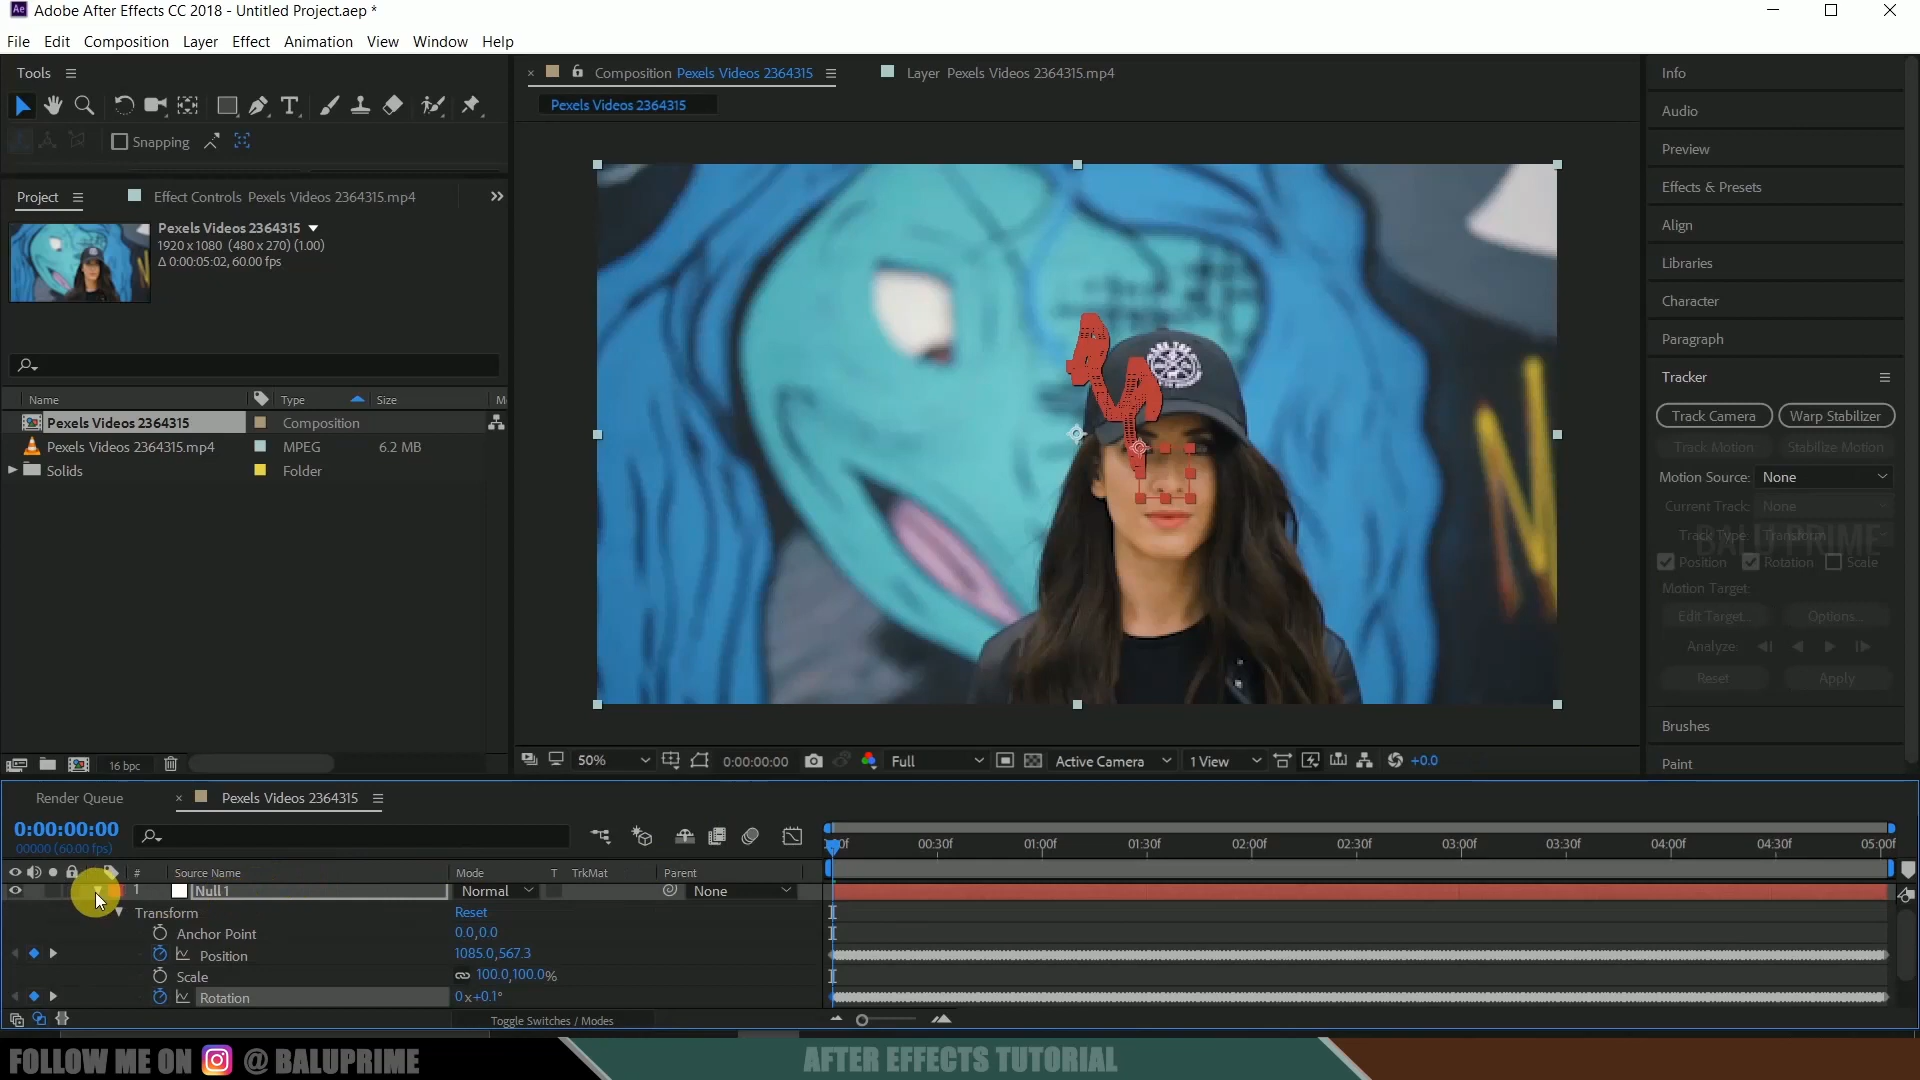 Ae Adobe After Effects CC 2018 - Untitled Project.aep *
File Edit Composition Layer Effect Animation View Window Help
Tools
Snapping
Project
Effect Controls Pexels Videos 2364315.mp4
Pexels Videos 2364315
1920 x 1080 (480 x 270) (1.00)
Δ 0:00:05:02, 60.00 fps
Name Type Size M
Pexels Videos 2364315 Composition
Pexels Videos 2364315.mp4 MPEG 6.2 MB
Solids Folder
16 bpc
Composition Pexels Videos 2364315
Layer Pexels Videos 2364315.mp4
Pexels Videos 2364315
50% 0:00:00:00 Full Active Camera 1 View +0.0
Info
Audio
Preview
Effects & Presets
Align
Libraries
Character
Paragraph
Tracker
Track Camera Warp Stabilizer
Track Motion Stabilize Motion
Motion Source: None
Current Track: None
Track Type: Transform
BALU PRIME
Position Rotation Scale
Motion Target:
Edit Target... Options...
Analyze:
Reset Apply
Brushes
Paint
Render Queue
Pexels Videos 2364315
0:00:00:00
00000 (60.00 fps)
# Source Name Mode T TrkMat Parent
1 Null 1 Normal None
Transform Reset
Anchor Point 0.0,0.0
Position 1085.0,567.3
Scale 100.0,100.0%
Rotation 0x+0.1°
Toggle Switches / Modes
00f 00:30f 01:00f 01:30f 02:00f 02:30f 03:00f 03:30f 04:00f 04:30f 05:00f
FOLLOW ME ON @ BALUPRIME
AFTER EFFECTS TUTORIAL